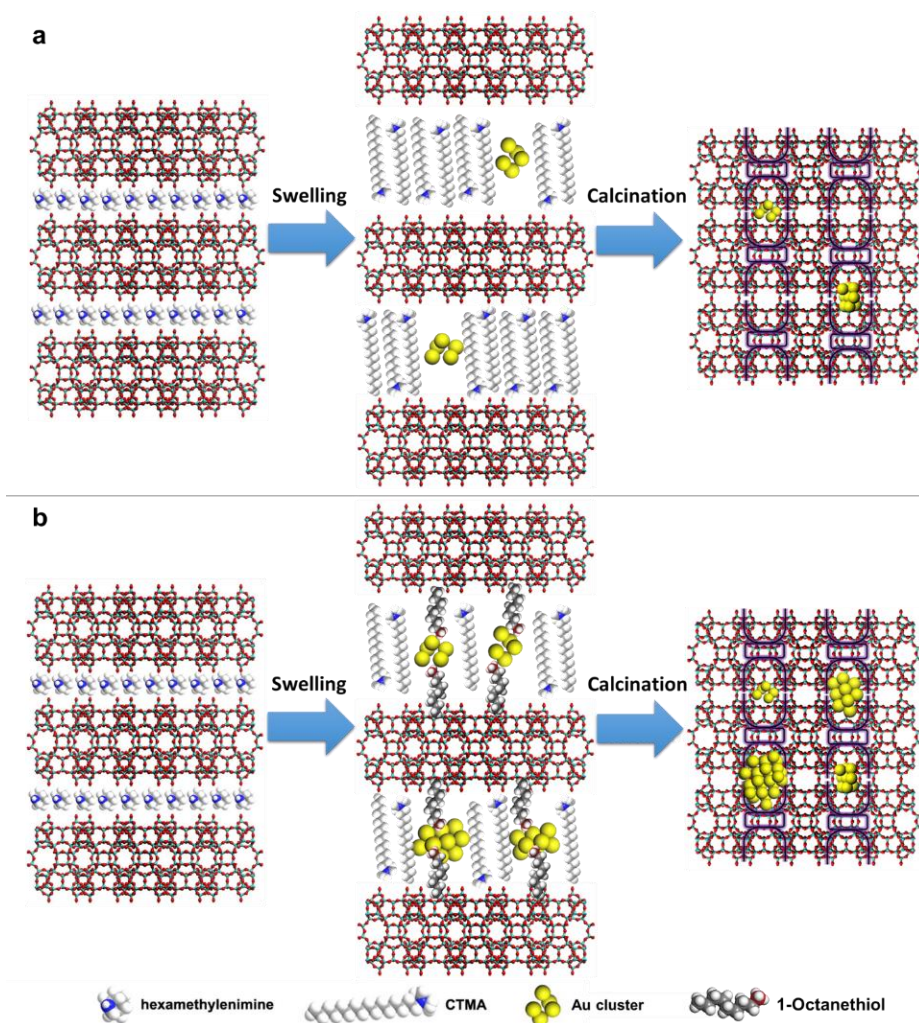 a
Swelling
Calcination
b
Swelling
Calcination
hexamethylenimine
CTMA
Au cluster
1-Octanethiol